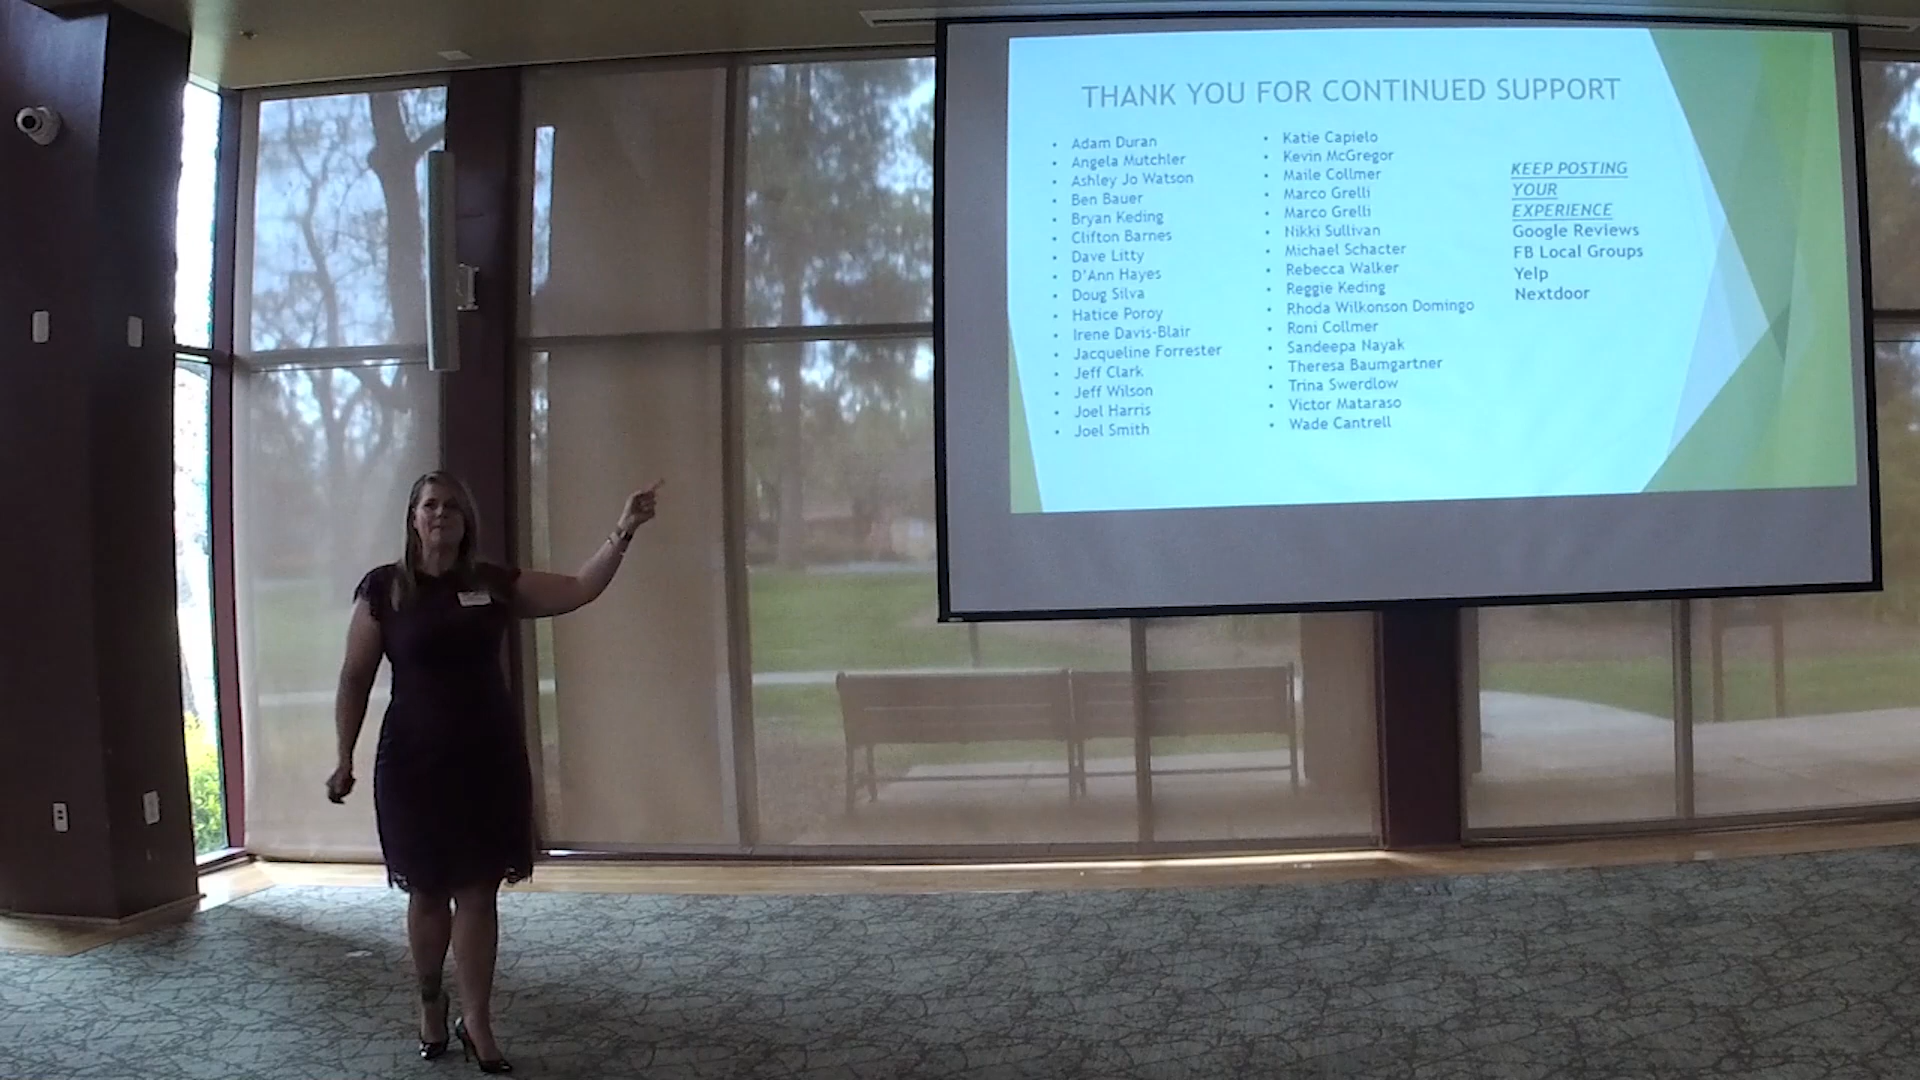 THANK YOU FOR CONTINUED SUPPORT
• Adam Duran
• Angela Mutchler
• Ashley Jo Watson
• Ben Bauer
• Bryan Keding
• Clifton Barnes
• Dave Litty
• D'Ann Hayes
• Doug Silva
• Hatice Poroy
• Irene Davis-Blair
• Jacqueline Forrester
• Jeff Clark
• Jeff Wilson
• Joel Harris
• Joel Smith
• Katie Capielo
• Kevin McGregor
• Maile Collmer
• Marco Grelli
• Marco Grelli
• Nikki Sullivan
• Michael Schacter
• Rebecca Walker
• Reggie Keding
• Rhoda Wilkonson Domingo
• Roni Collmer
• Sandeepa Nayak
• Theresa Baumgartner
• Trina Swerdlow
• Victor Mataraso
• Wade Cantrell
KEEP POSTING
YOUR
EXPERIENCE
Google Reviews
FB Local Groups
Yelp
Nextdoor